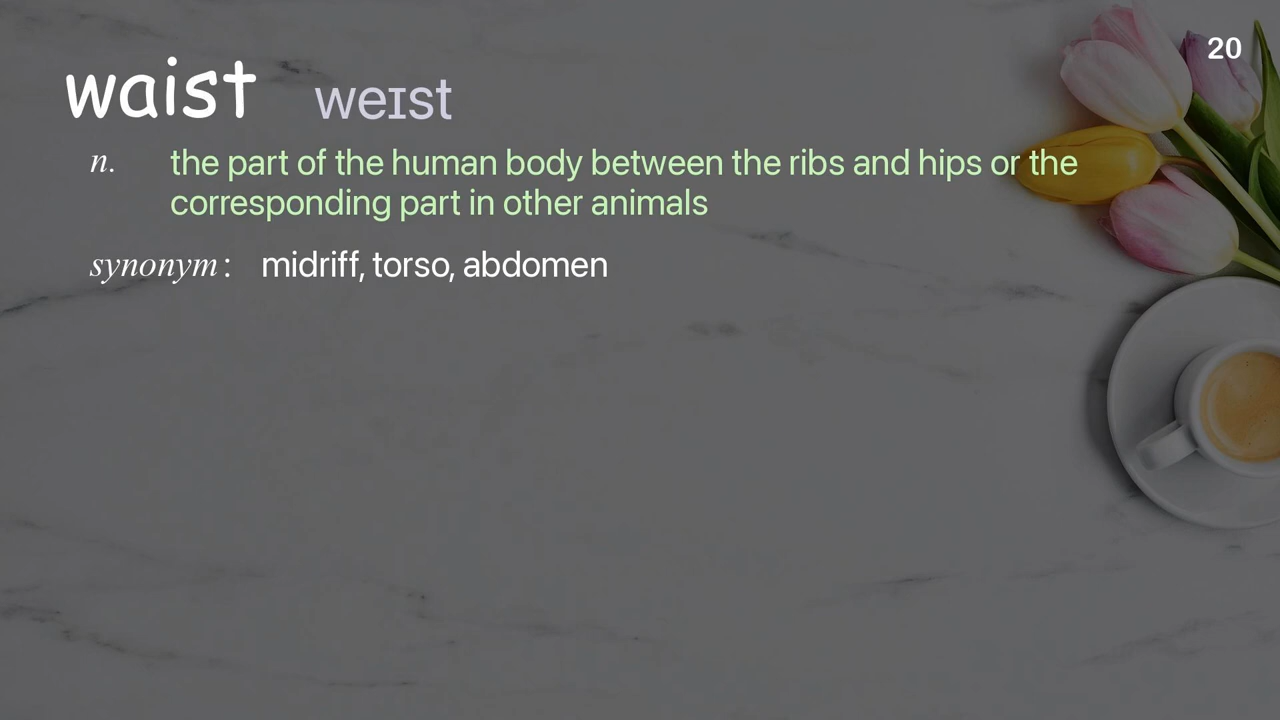 20
waist weɪst
n. the part of the human body between the ribs and hips or the
corresponding part in other animals
synonym : midriff, torso, abdomen